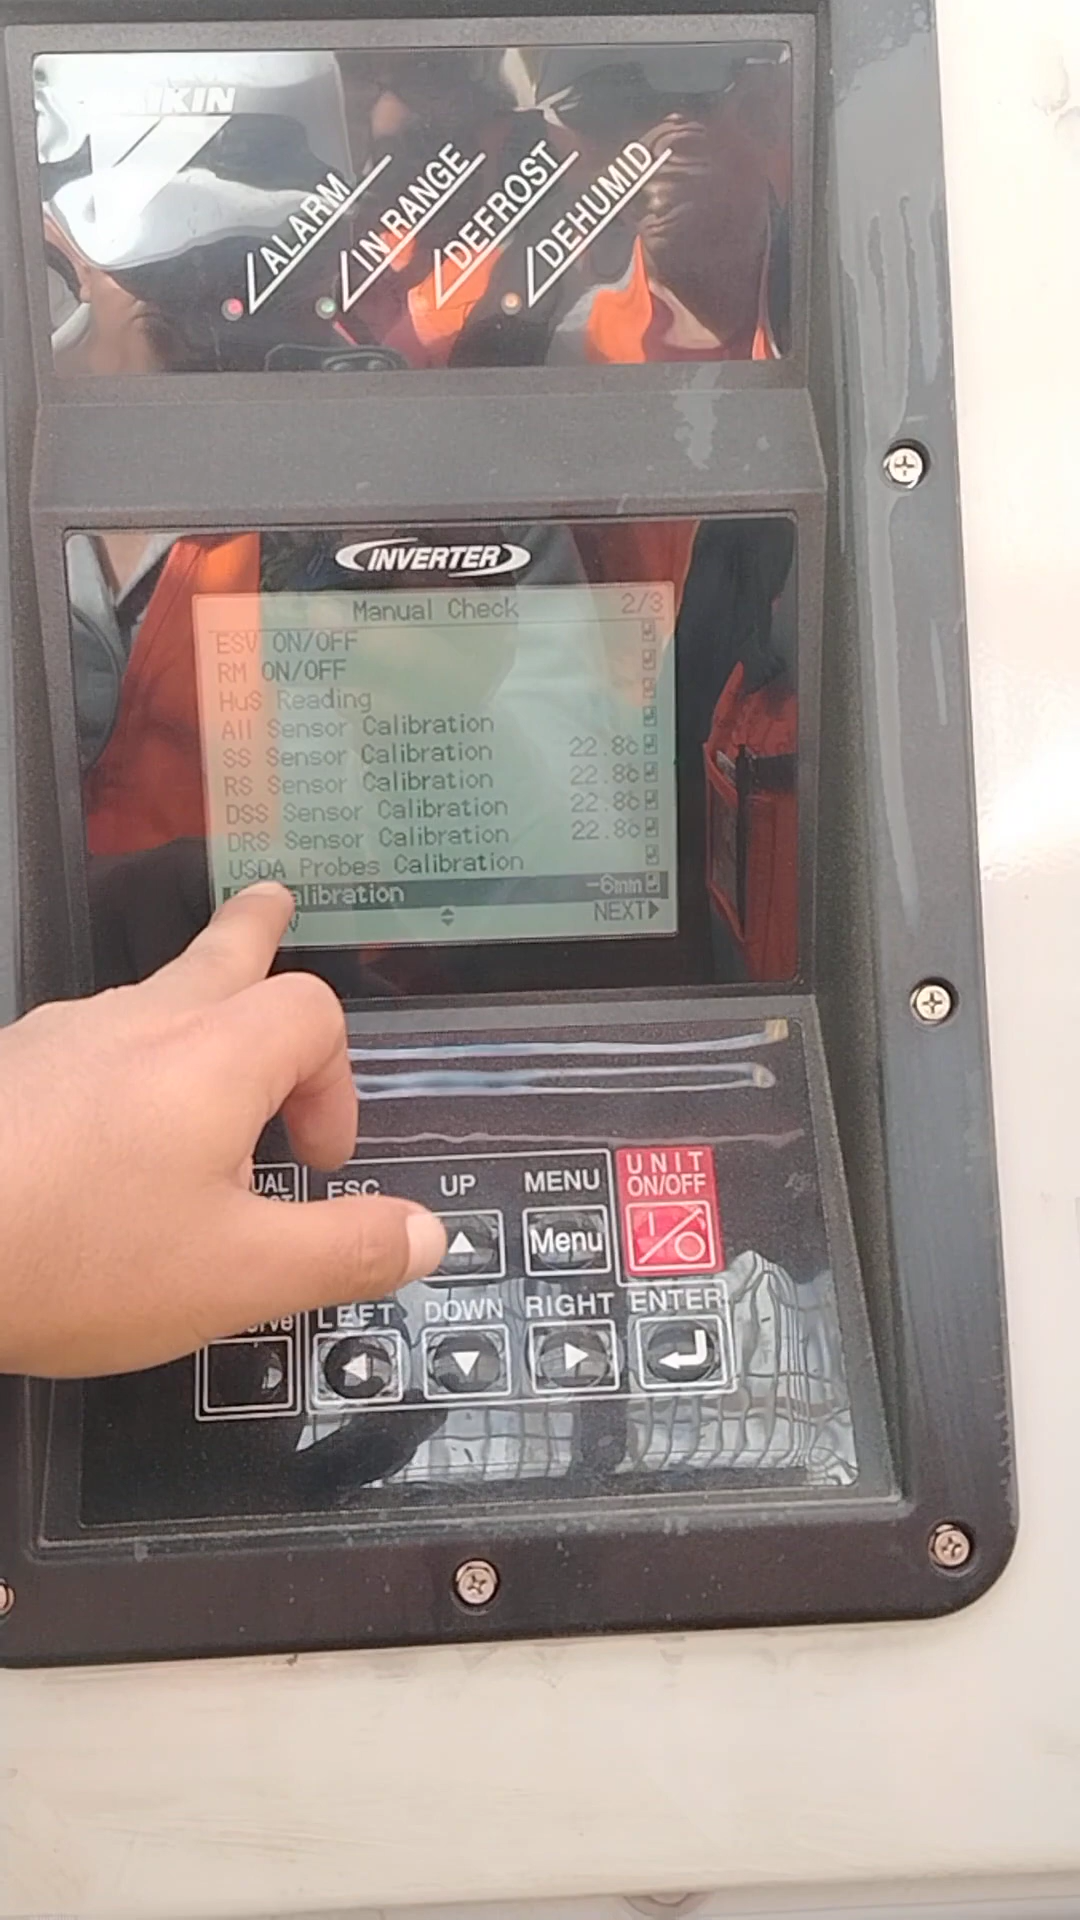 ALARM
IN RANGE
DEFROST
DEHUMID
INVERTER
Manual Check 2/3
ESV ON/OFF
RM ON/OFF
HuS Reading
All Sensor Calibration
SS Sensor Calibration 22.8c
RS Sensor Calibration 22.8c
DSS Sensor Calibration 22.8c
DRS Sensor Calibration 22.8c
USDA Probes Calibration
alibration -6mm
NEXT
ESC
UP
MENU
UNIT
ON/OFF
Menu
I/O
LEFT
DOWN
RIGHT
ENTER